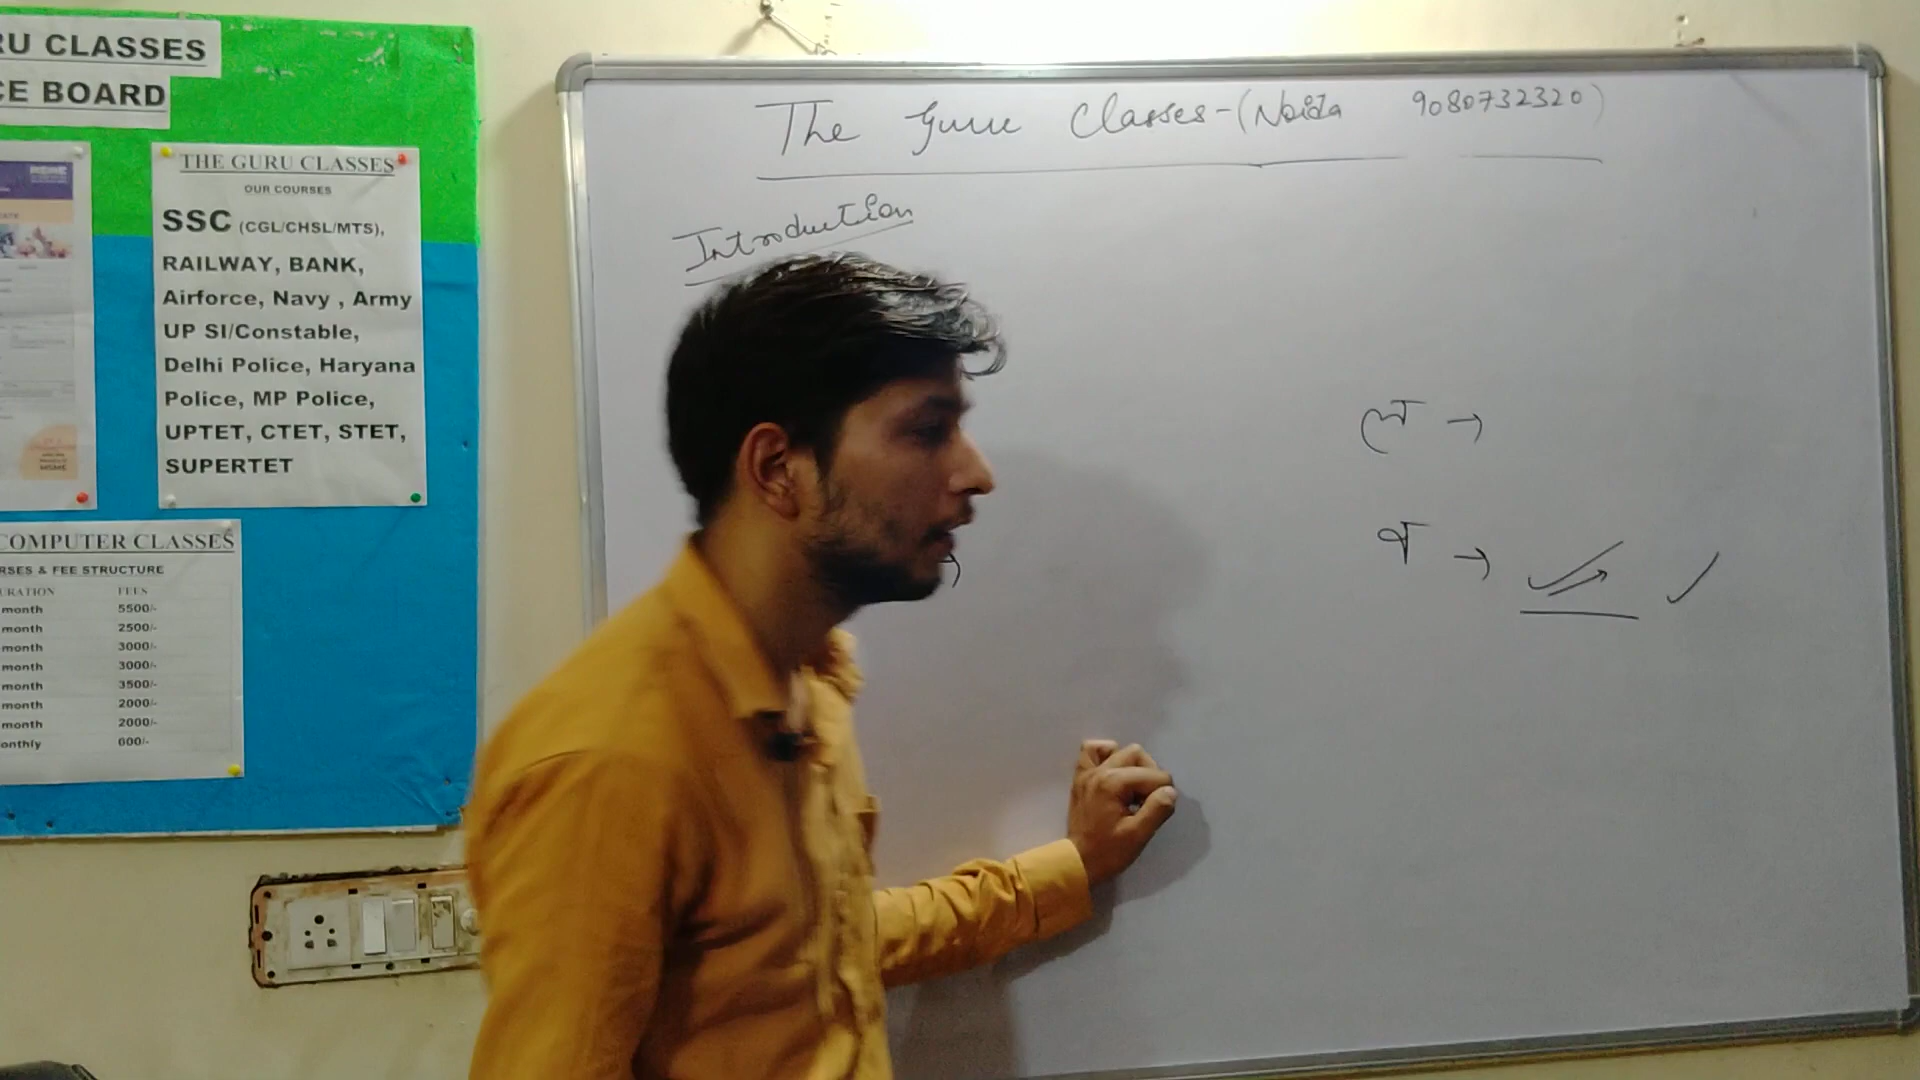 RU CLASSES
CE BOARD
THE GURU CLASSES
OUR COURSES
SSC (CGL/CHSL/MTS),
RAILWAY, BANK,
Airforce, Navy , Army
UP SI/Constable,
Delhi Police, Haryana
Police, MP Police,
UPTET, CTET, STET,
SUPERTET
COMPUTER CLASSES
RSES & FEE STRUCTURE
URATION FEES
month 5500/-
month 2500/-
month 3000/-
month 3000/-
month 3500/-
month 2000/-
month 2000/-
onthly 600/-
The Guru Classes-(Noida 9080732320)
Introduction
ल →
व →